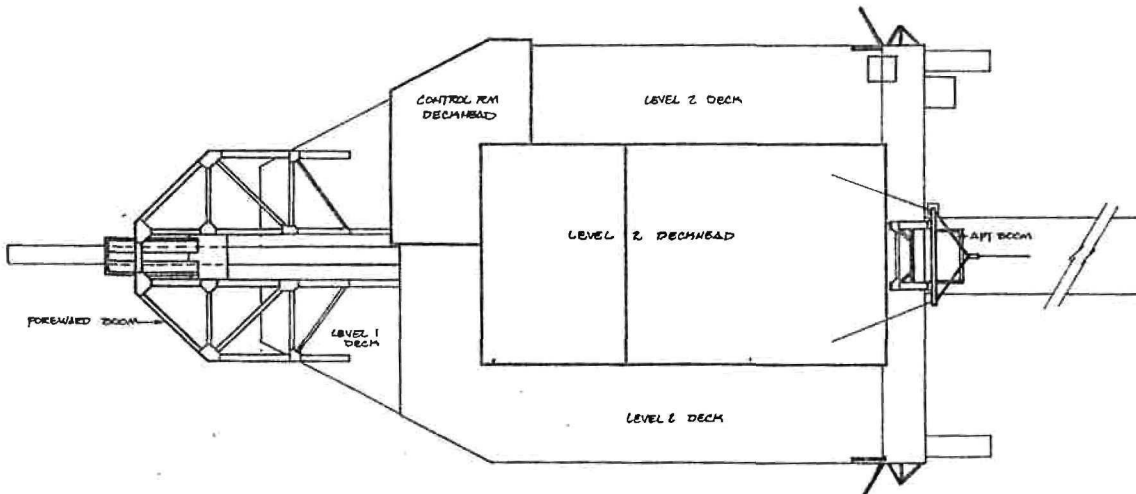 CONTROL RM
DECKHEAD
LEVEL 2 DECK
LEVEL 2 DECKHEAD
AFT BOOM
FOREWARD BOOM
LEVEL 1
DECK
LEVEL 2 DECK